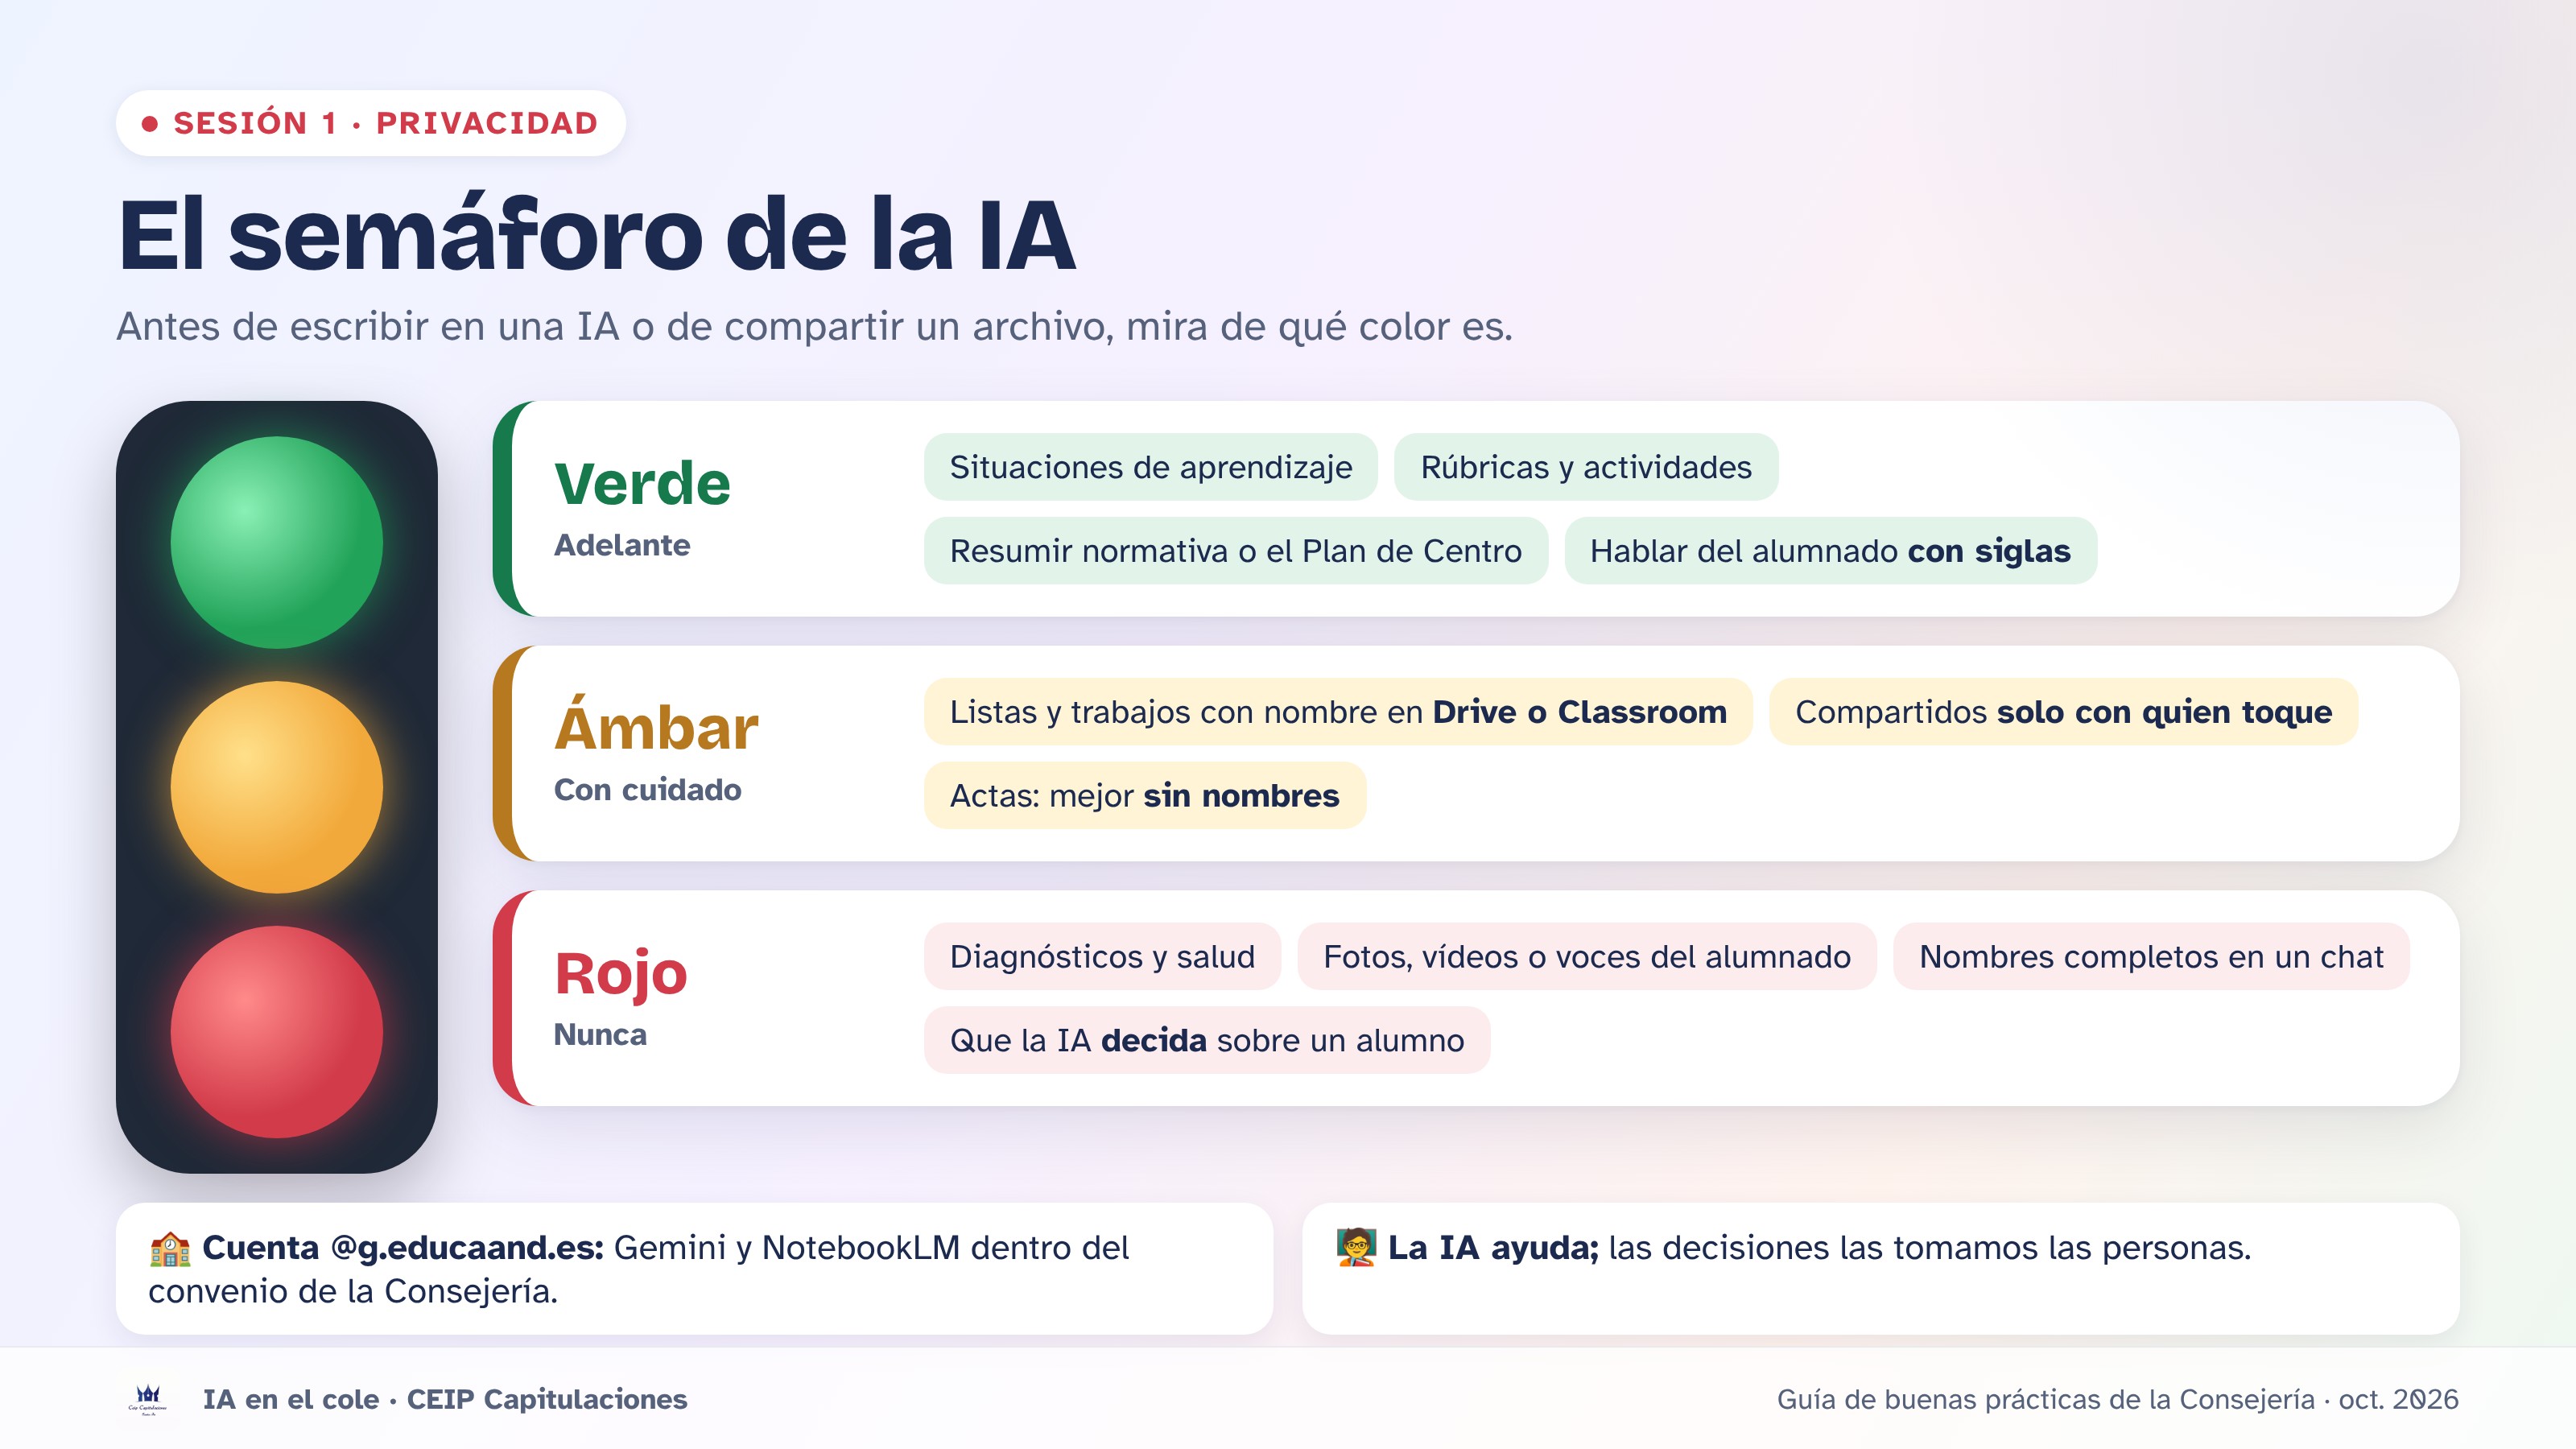 SESIÓN 1 · PRIVACIDAD
El semáforo de la IA
Antes de escribir en una IA o de compartir un archivo, mira de qué color es.
Verde
Adelante
Situaciones de aprendizaje
Rúbricas y actividades
Resumir normativa o el Plan de Centro
Hablar del alumnado con siglas
Ámbar
Con cuidado
Listas y trabajos con nombre en Drive o Classroom
Compartidos solo con quien toque
Actas: mejor sin nombres
Rojo
Nunca
Diagnósticos y salud
Fotos, vídeos o voces del alumnado
Nombres completos en un chat
Que la IA decida sobre un alumno
Cuenta @g.educaand.es: Gemini y NotebookLM dentro del
convenio de la Consejería.
La IA ayuda; las decisiones las tomamos las personas.
IA en el cole · CEIP Capitulaciones
Guía de buenas prácticas de la Consejería · oct. 2026